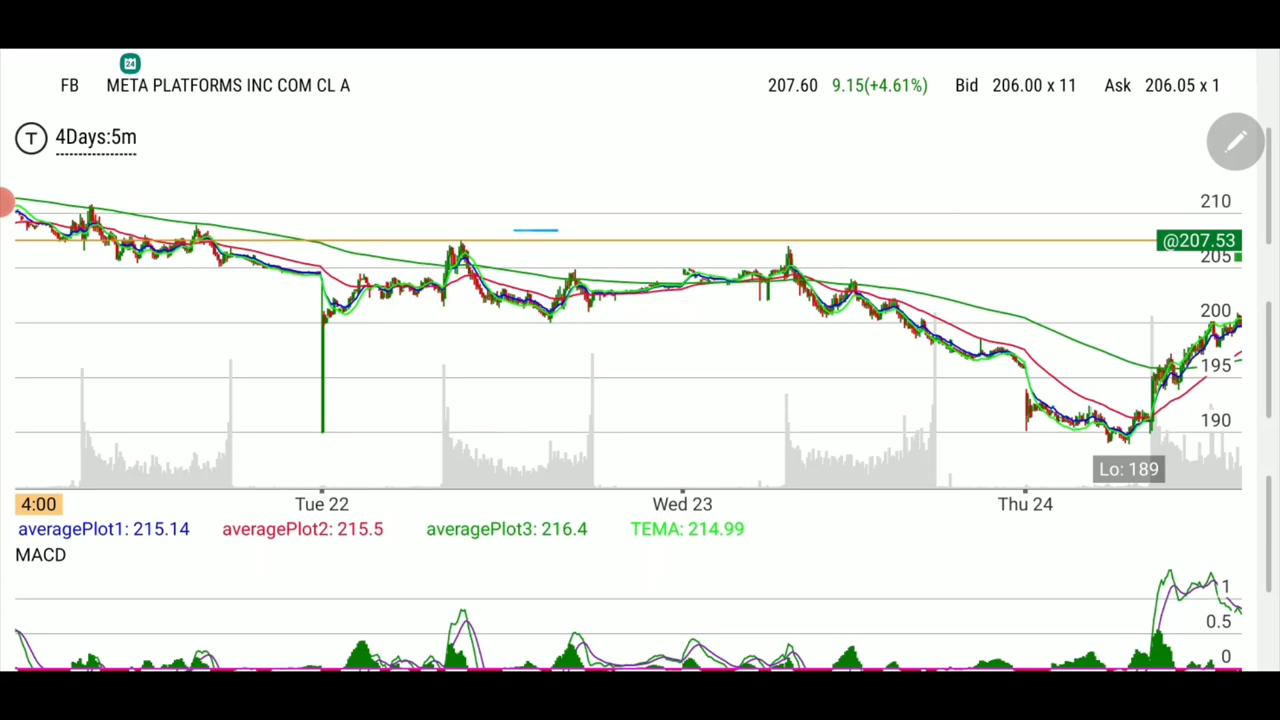 24
FB META PLATFORMS INC COM CL A 207.60 9.15(+4.61%) Bid 206.00 x 11 Ask 206.05 x 1
T 4Days:5m
210
@207.53
205
200
195
190
Lo: 189
4:00 Tue 22 Wed 23 Thu 24
averagePlot1: 215.14 averagePlot2: 215.5 averagePlot3: 216.4 TEMA: 214.99
MACD
1
0.5
0